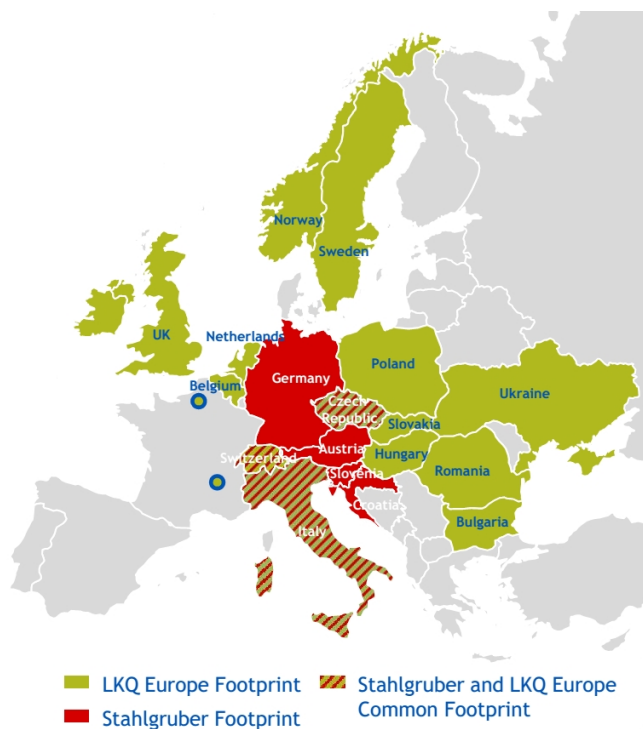 Norway
Sweden
UK
Netherlands
Belgium
Germany
Poland
Czech
Republic
Ukraine
Slovakia
Austria
Hungary
Switzerland
Slovenia
Romania
Croatia
Bulgaria
Italy
LKQ Europe Footprint
Stahlgruber Footprint
Stahlgruber and LKQ Europe
Common Footprint